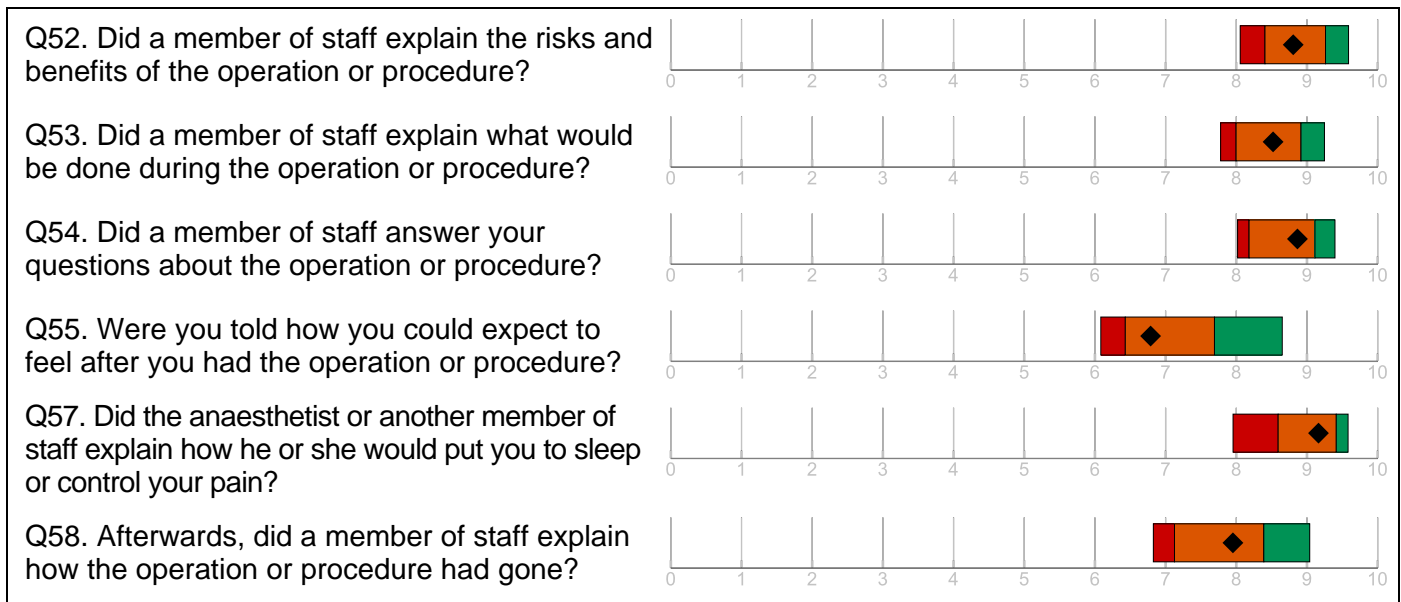 Q52. Did a member of staff explain the risks and
benefits of the operation or procedure?
0 1 2 3 4 5 6 7 8 9 10
Q53. Did a member of staff explain what would
be done during the operation or procedure?
0 1 2 3 4 5 6 7 8 9 10
Q54. Did a member of staff answer your
questions about the operation or procedure?
0 1 2 3 4 5 6 7 8 9 10
Q55. Were you told how you could expect to
feel after you had the operation or procedure?
0 1 2 3 4 5 6 7 8 9 10
Q57. Did the anaesthetist or another member of
staff explain how he or she would put you to sleep
or control your pain?
0 1 2 3 4 5 6 7 8 9 10
Q58. Afterwards, did a member of staff explain
how the operation or procedure had gone?
0 1 2 3 4 5 6 7 8 9 10